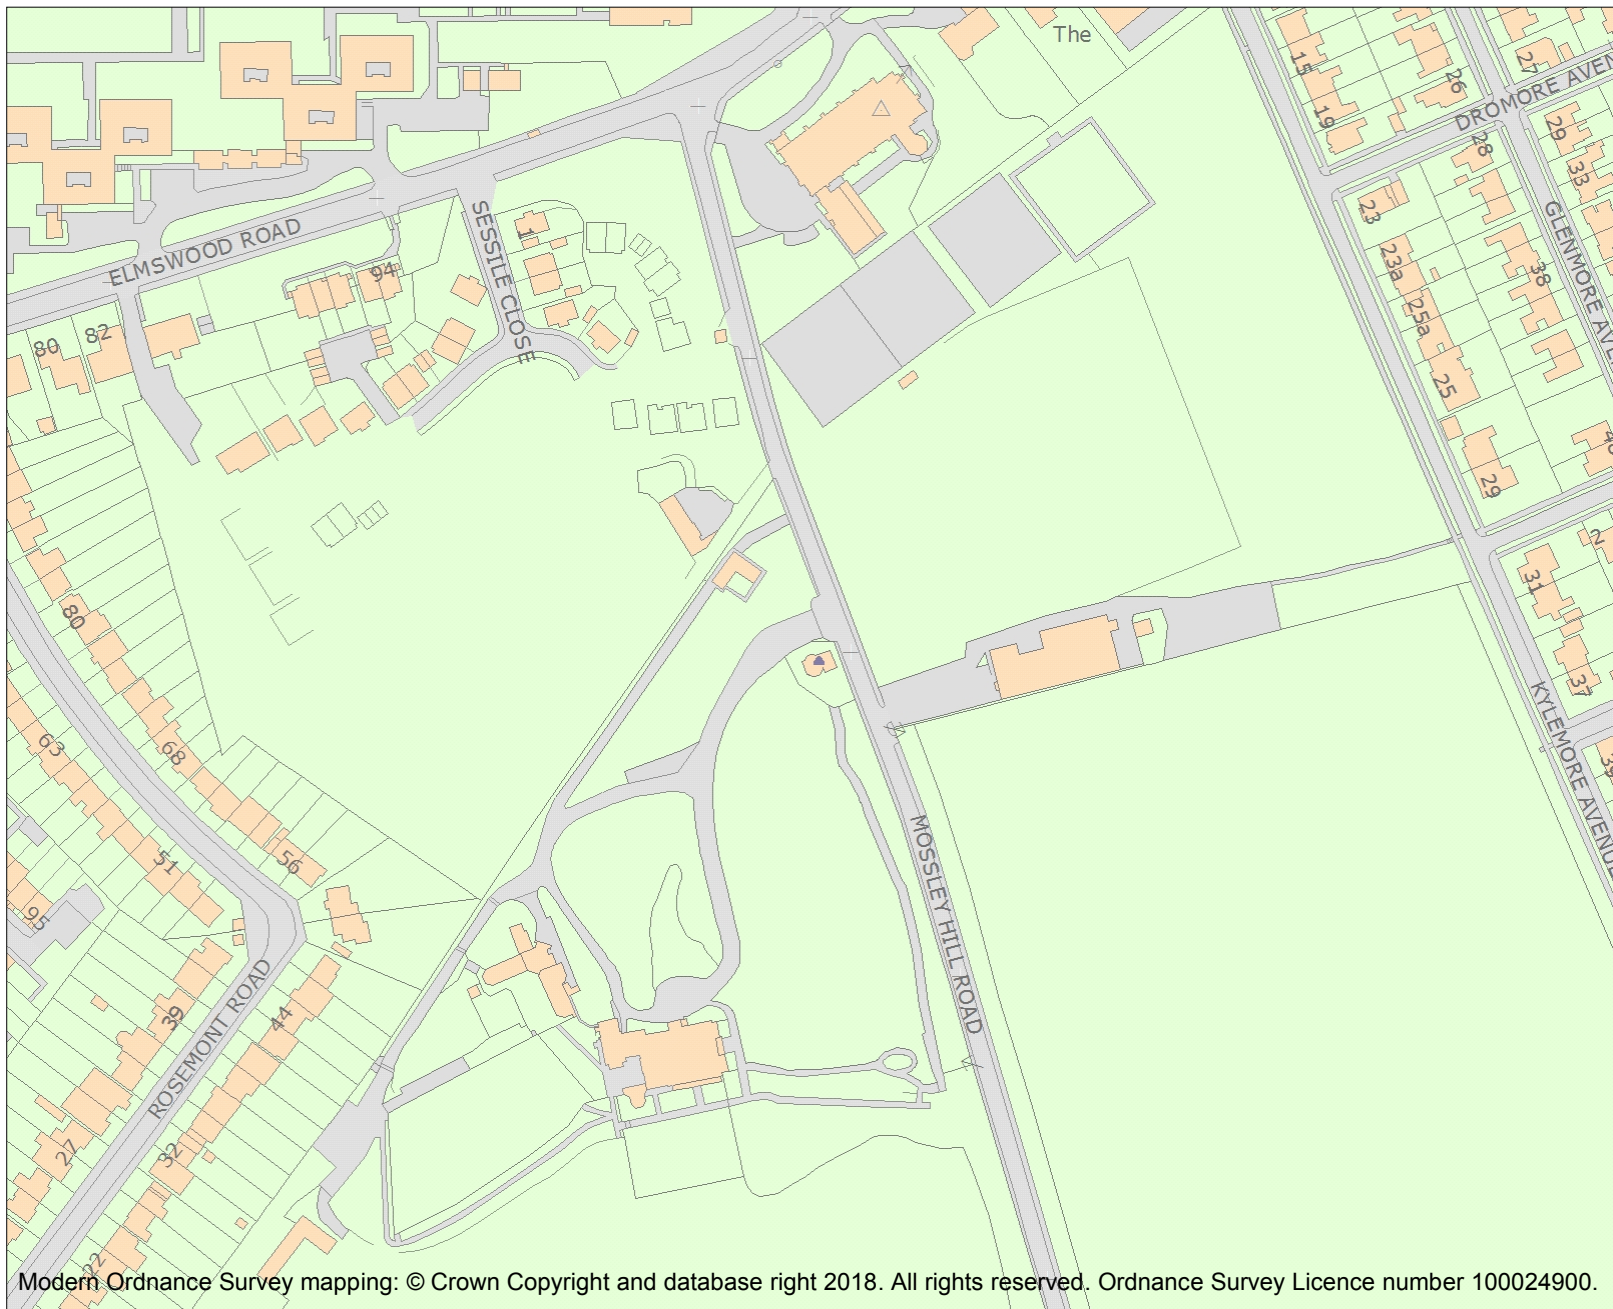 The
15
19
26
27
DROMORE AVEN
28
29
33
ELMSWOOD ROAD
SESSILE CLOSE
1
94
23
23a
25a
25
29
38
GLENMORE AVE
80
82
31
37
2
80
68
63
51
56
95
KYLEMORE AVENUE
MOSSLEY HILL ROAD
39
44
ROSEMONT ROAD
27
32
22
Modern Ordnance Survey mapping: © Crown Copyright and database right 2018. All rights reserved. Ordnance Survey Licence number 100024900.